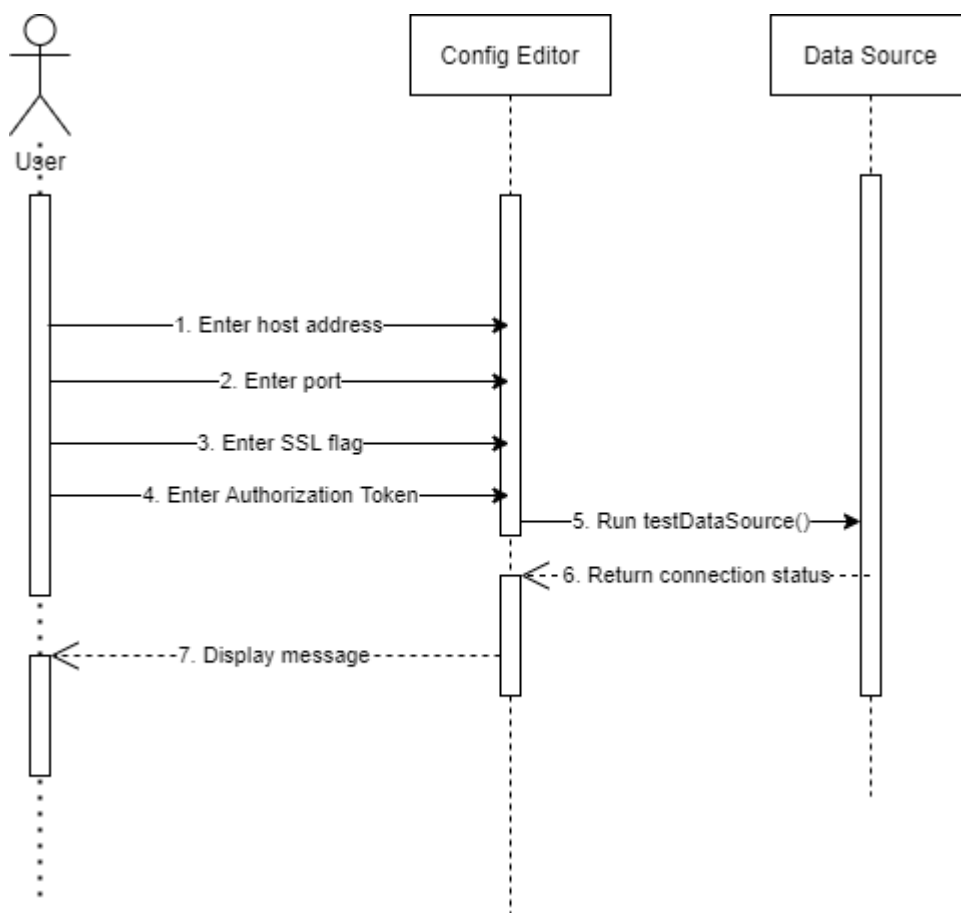 Config Editor
Data Source
User
1. Enter host address
2. Enter port
3. Enter SSL flag
4. Enter Authorization Token
5. Run testDataSource()
6. Return connection status
7. Display message